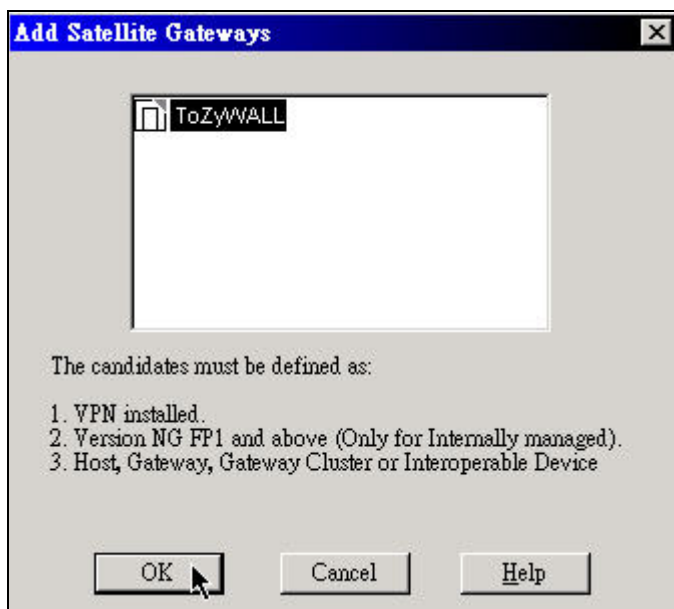 Add Satellite Gateways
ToZyWALL
The candidates must be defined as:
1. VPN installed.
2. Version NG FP1 and above (Only for Internally managed).
3. Host, Gateway, Gateway Cluster or Interoperable Device
OK Cancel Help